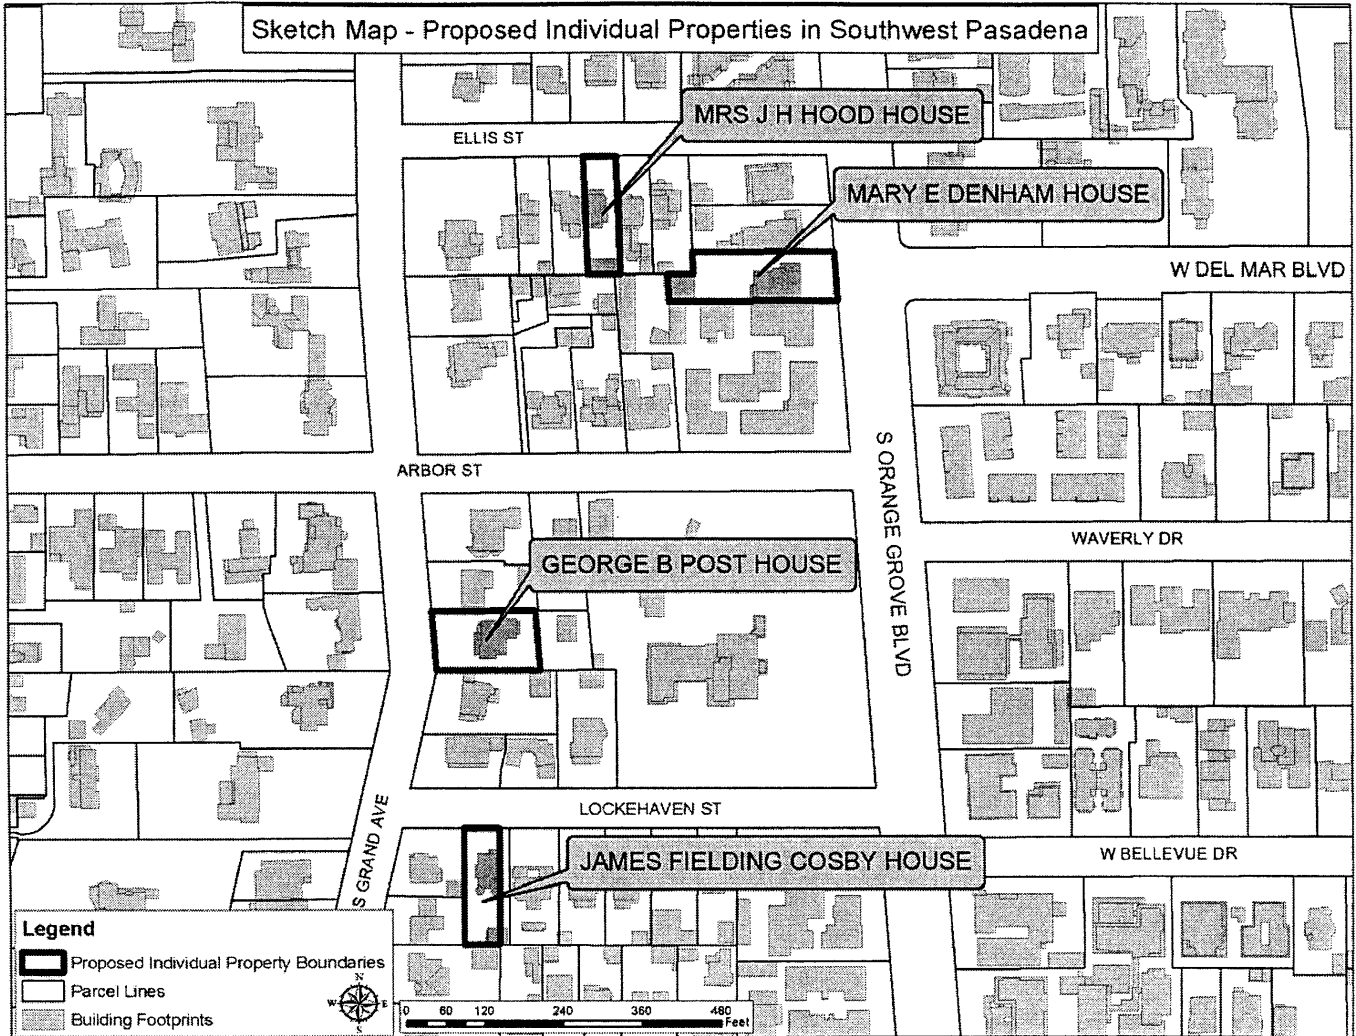 Sketch Map - Proposed Individual Properties in Southwest Pasadena
ELLIS ST
MRS J H HOOD HOUSE
MARY E DENHAM HOUSE
W DEL MAR BLVD
ARBOR ST
S ORANGE GROVE BLVD
WAVERLY DR
GEORGE B POST HOUSE
LOCKEHAVEN ST
S GRAND AVE
JAMES FIELDING COSBY HOUSE
W BELLEVUE DR
Legend
Proposed Individual Property Boundaries
Parcel Lines
Building Footprints
N
W E
S
0 60 120 240 360 480
Feet